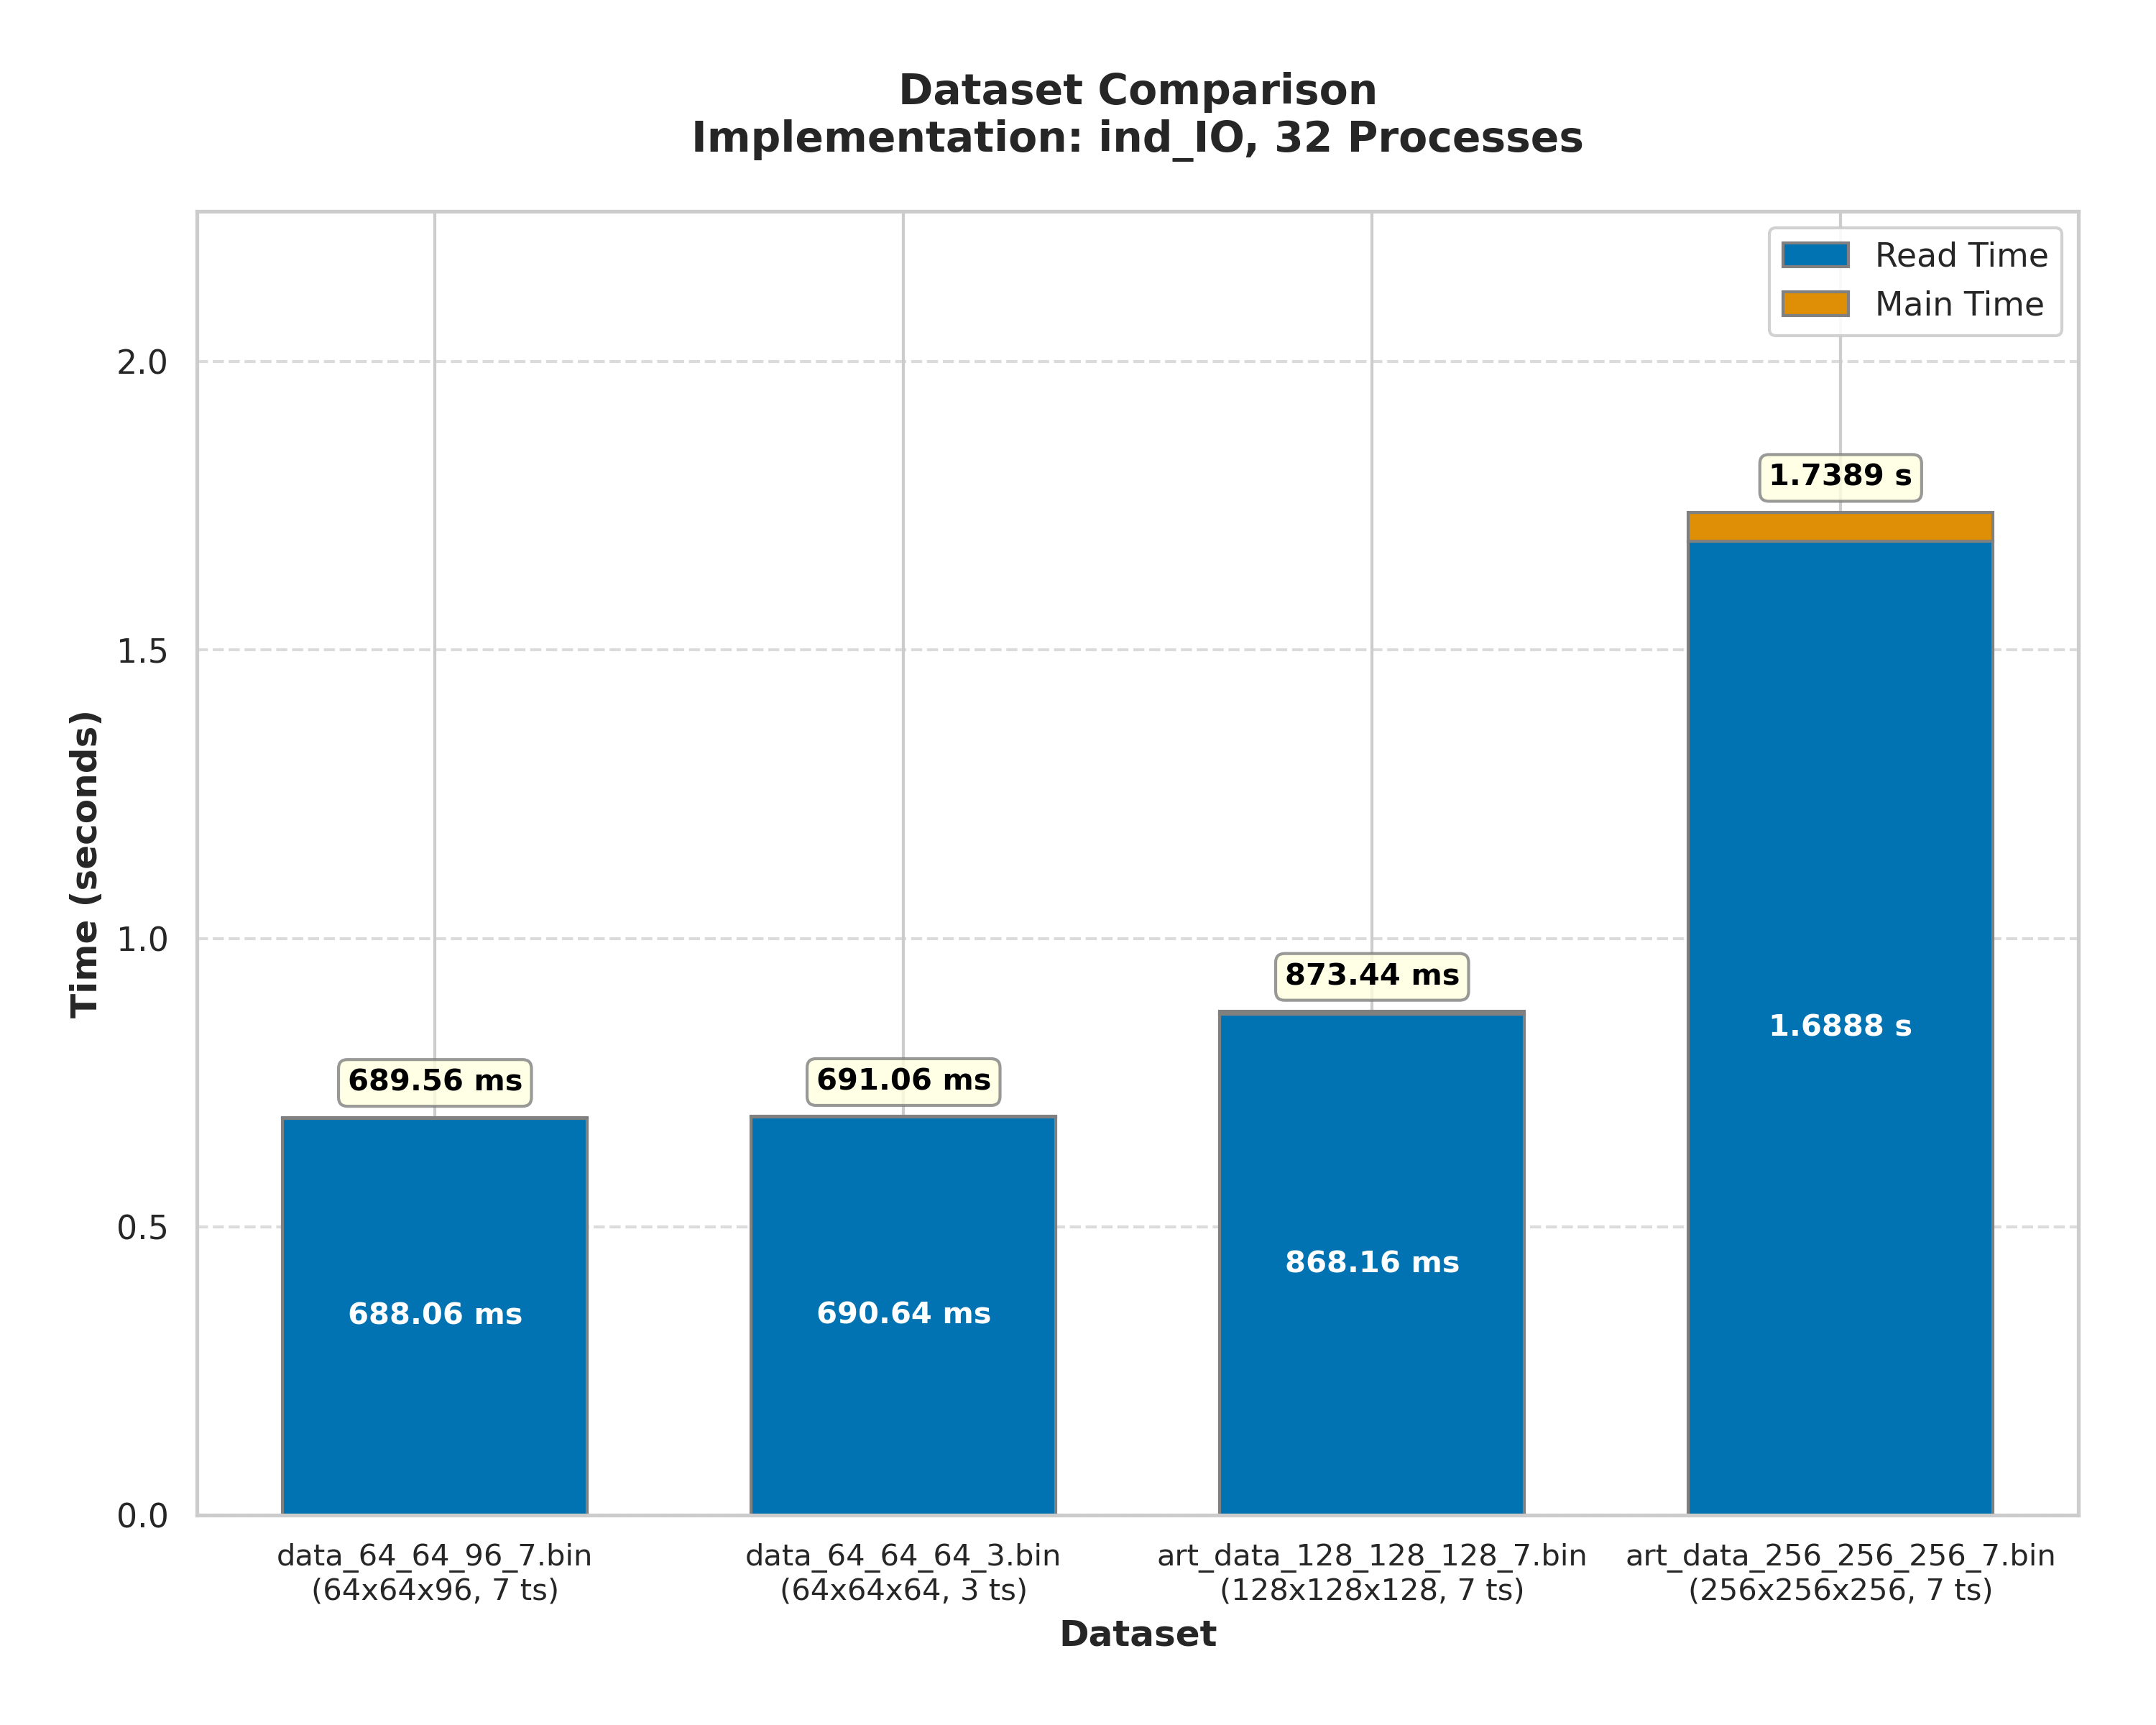 Dataset Comparison
Implementation: ind_IO, 32 Processes
Read Time
Main Time
Time (seconds)
2.0
1.5
1.0
0.5
0.0
689.56 ms
688.06 ms
691.06 ms
690.64 ms
873.44 ms
868.16 ms
1.7389 s
1.6888 s
data_64_64_96_7.bin
(64x64x96, 7 ts)
data_64_64_64_3.bin
(64x64x64, 3 ts)
art_data_128_128_128_7.bin
(128x128x128, 7 ts)
art_data_256_256_256_7.bin
(256x256x256, 7 ts)
Dataset